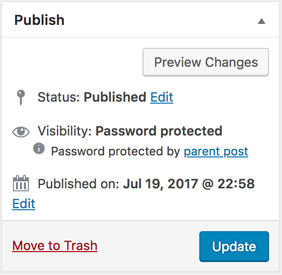 Publish
Preview Changes
Status: Published Edit
Visibility: Password protected
Password protected by parent post
Published on: Jul 19, 2017 @ 22:58
Edit
Move to Trash
Update